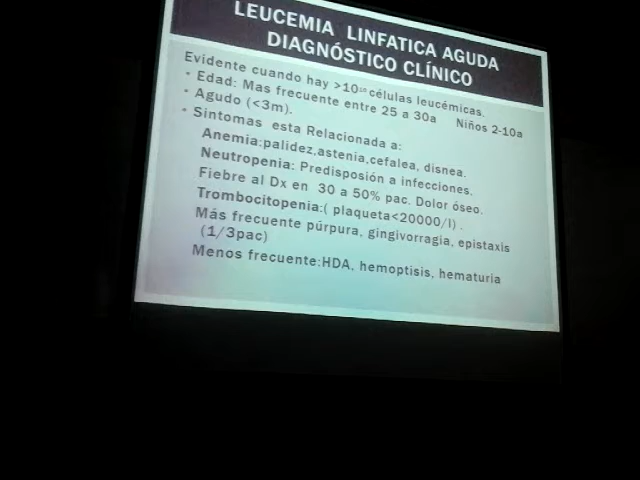 LEUCEMIA LINFATICA AGUDA
DIAGNÓSTICO CLÍNICO
Evidente cuando hay >10¹⁰ células leucémicas.
• Edad: Mas frecuente entre 25 a 30a Niños 2-10a
• Agudo (<3m).
• Síntomas esta Relacionada a:
Anemia:palidez,astenia,cefalea, disnea.
Neutropenia: Predisposión a infecciones.
Fiebre al Dx en 30 a 50% pac. Dolor óseo.
Trombocitopenia:( plaqueta<20000/l) .
Más frecuente púrpura, gingivorragia, epistaxis
(1/3pac)
Menos frecuente:HDA, hemoptisis, hematuria